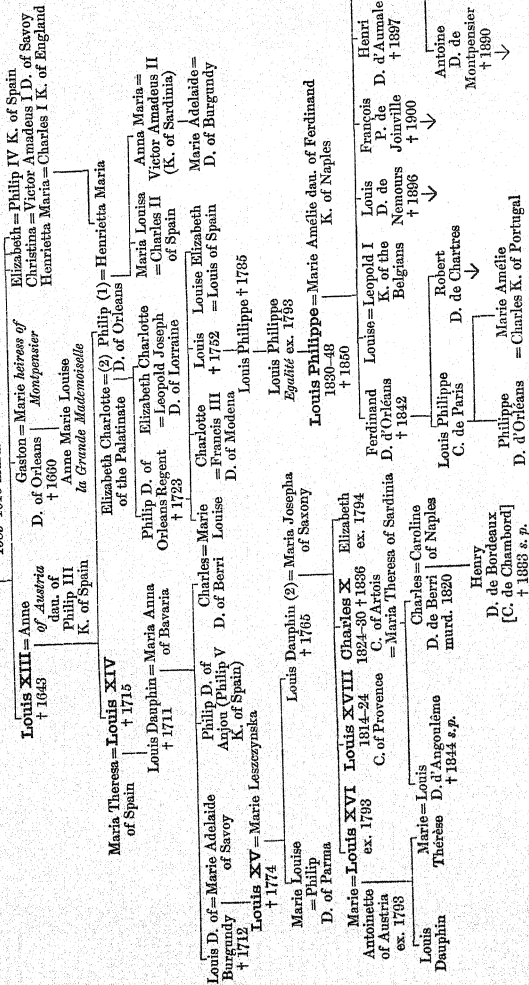 Louis XIII = Anne
† 1643
of Austria
dau. of
Philip III
K. of Spain
Gaston = Marie heiress of
D. of Orleans
Montpensier
† 1660
Anne Marie Louise
la Grande Mademoiselle
Elizabeth = Philip IV K. of Spain
Christina = Victor Amadeus I D. of Savoy
Henrietta Maria = Charles I K. of England
Maria Theresa = Louis XIV
of Spain
† 1715
Elizabeth Charlotte = (2) Philip (1) = Henrietta Maria
of the Palatinate
D. of Orleans
Louis Dauphin = Maria Anna
† 1711
of Bavaria
Philip D. of
Orleans Regent
† 1723
Elizabeth Charlotte
= Leopold Joseph
D. of Lorraine
Maria Louisa
= Charles II
of Spain
Anna Maria =
Victor Amadeus II
(K. of Sardinia)
Louis D. of = Marie Adelaide
Burgundy
of Savoy
† 1712
Philip D. of
Anjou (Philip V
K. of Spain)
Charles = Marie
D. of Berri
Louise
Charlotte
= Francis III
D. of Modena
Louis
† 1752
Louise Elizabeth
= Louis of Spain
Marie Adelaide =
D. of Burgundy
Louis XV = Marie Leszczynska
† 1774
Louis Philippe † 1785
Marie Louise
= Philip
D. of Parma
Louis Dauphin (2) = Maria Josepha
† 1765
of Saxony
Louis Philippe
Egalité ex. 1793
Marie = Louis XVI
Antoinette
ex. 1793
of Austria
ex. 1793
Louis XVIII
1814–24
C. of Provence
Charles X
1824–30 † 1836
C. of Artois
= Maria Theresa of Sardinia
Elizabeth
ex. 1794
Louis Philippe = Marie Amélie dau. of Ferdinand
1830–48
K. of Naples
† 1850
Louis
Dauphin
Marie = Louis
Thérèse
D. d'Angoulême
† 1844 s.p.
Charles = Caroline
D. de Berri
of Naples
murd. 1820
Ferdinand
D. d'Orléans
† 1842
Louise = Leopold I
K. of the
Belgians
Louis
D. de
Nemours
† 1896
François
P. de
Joinville
† 1900
Henri
D. d'Aumale
† 1897
Antoine
D. de
Montpensier
† 1890
Henry
D. de Bordeaux
[C. de Chambord]
† 1883 s. p.
Louis Philippe
C. de Paris
Robert
D. de Chartres
Philippe
D. d'Orléans
Marie Amélie
= Charles K. of Portugal